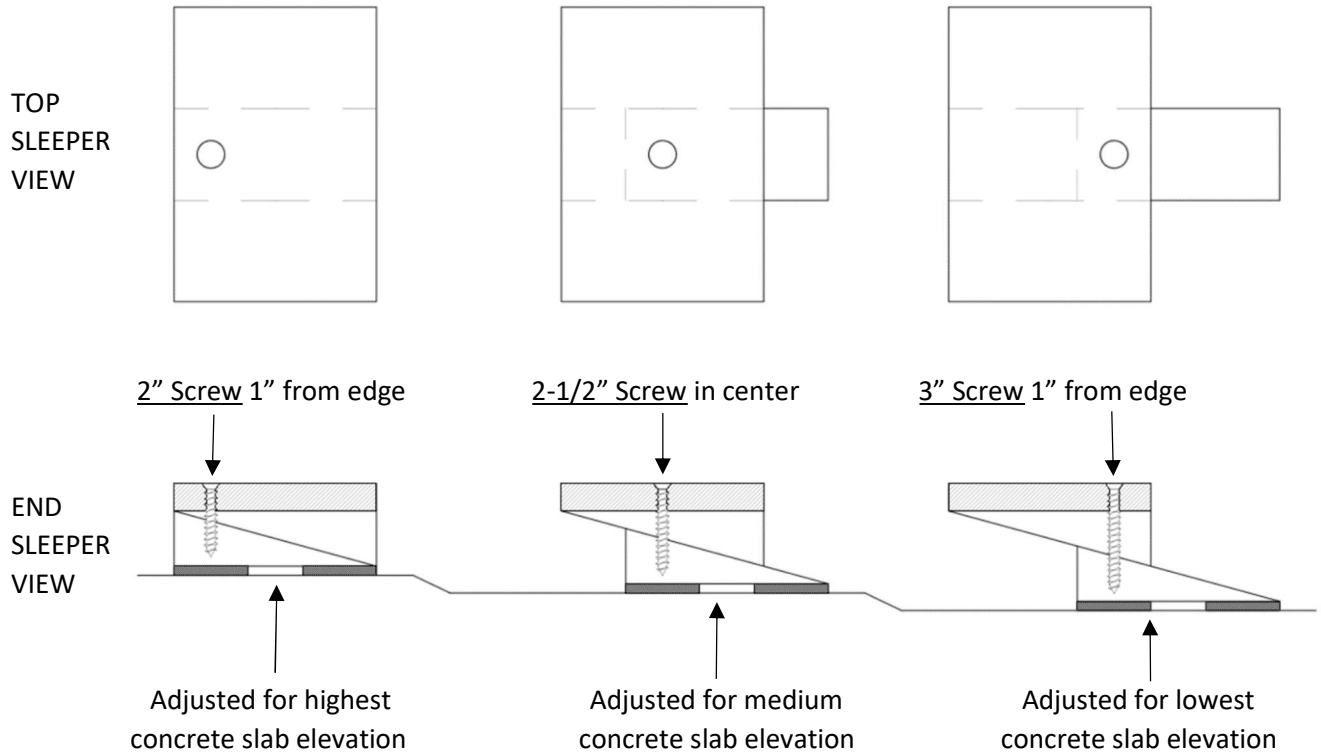 TOP
SLEEPER
VIEW
2” Screw 1” from edge
2-1/2” Screw in center
3” Screw 1” from edge
END
SLEEPER
VIEW
Adjusted for highest
concrete slab elevation
Adjusted for medium
concrete slab elevation
Adjusted for lowest
concrete slab elevation